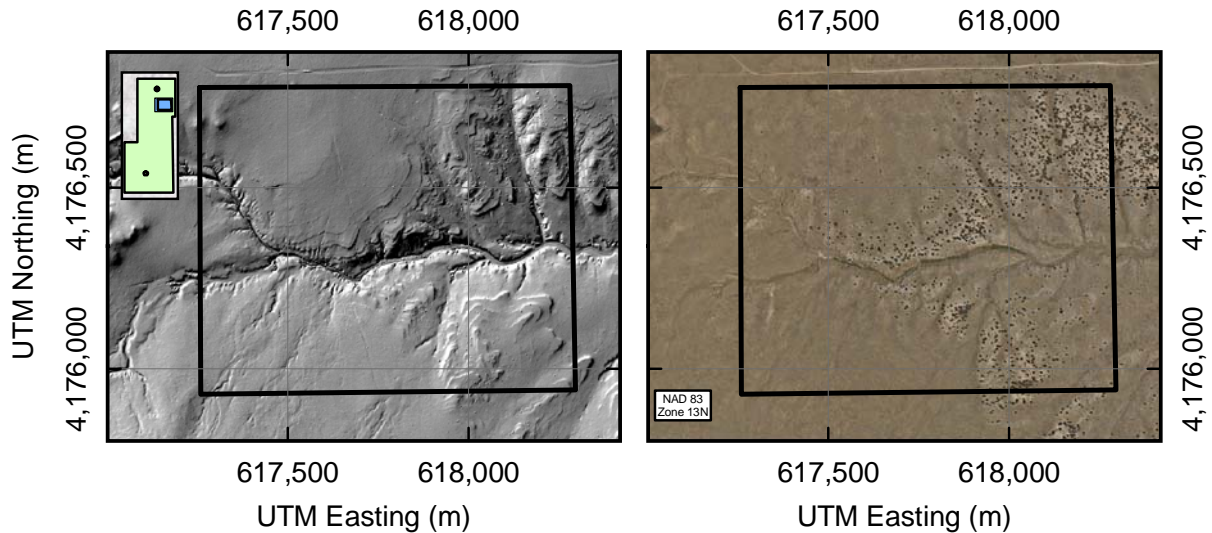 617,500 618,000 617,500 618,000
UTM Northing (m)
4,176,500
4,176,000
4,176,500
4,176,000
NAD 83
Zone 13N
617,500 618,000 617,500 618,000
UTM Easting (m) UTM Easting (m)